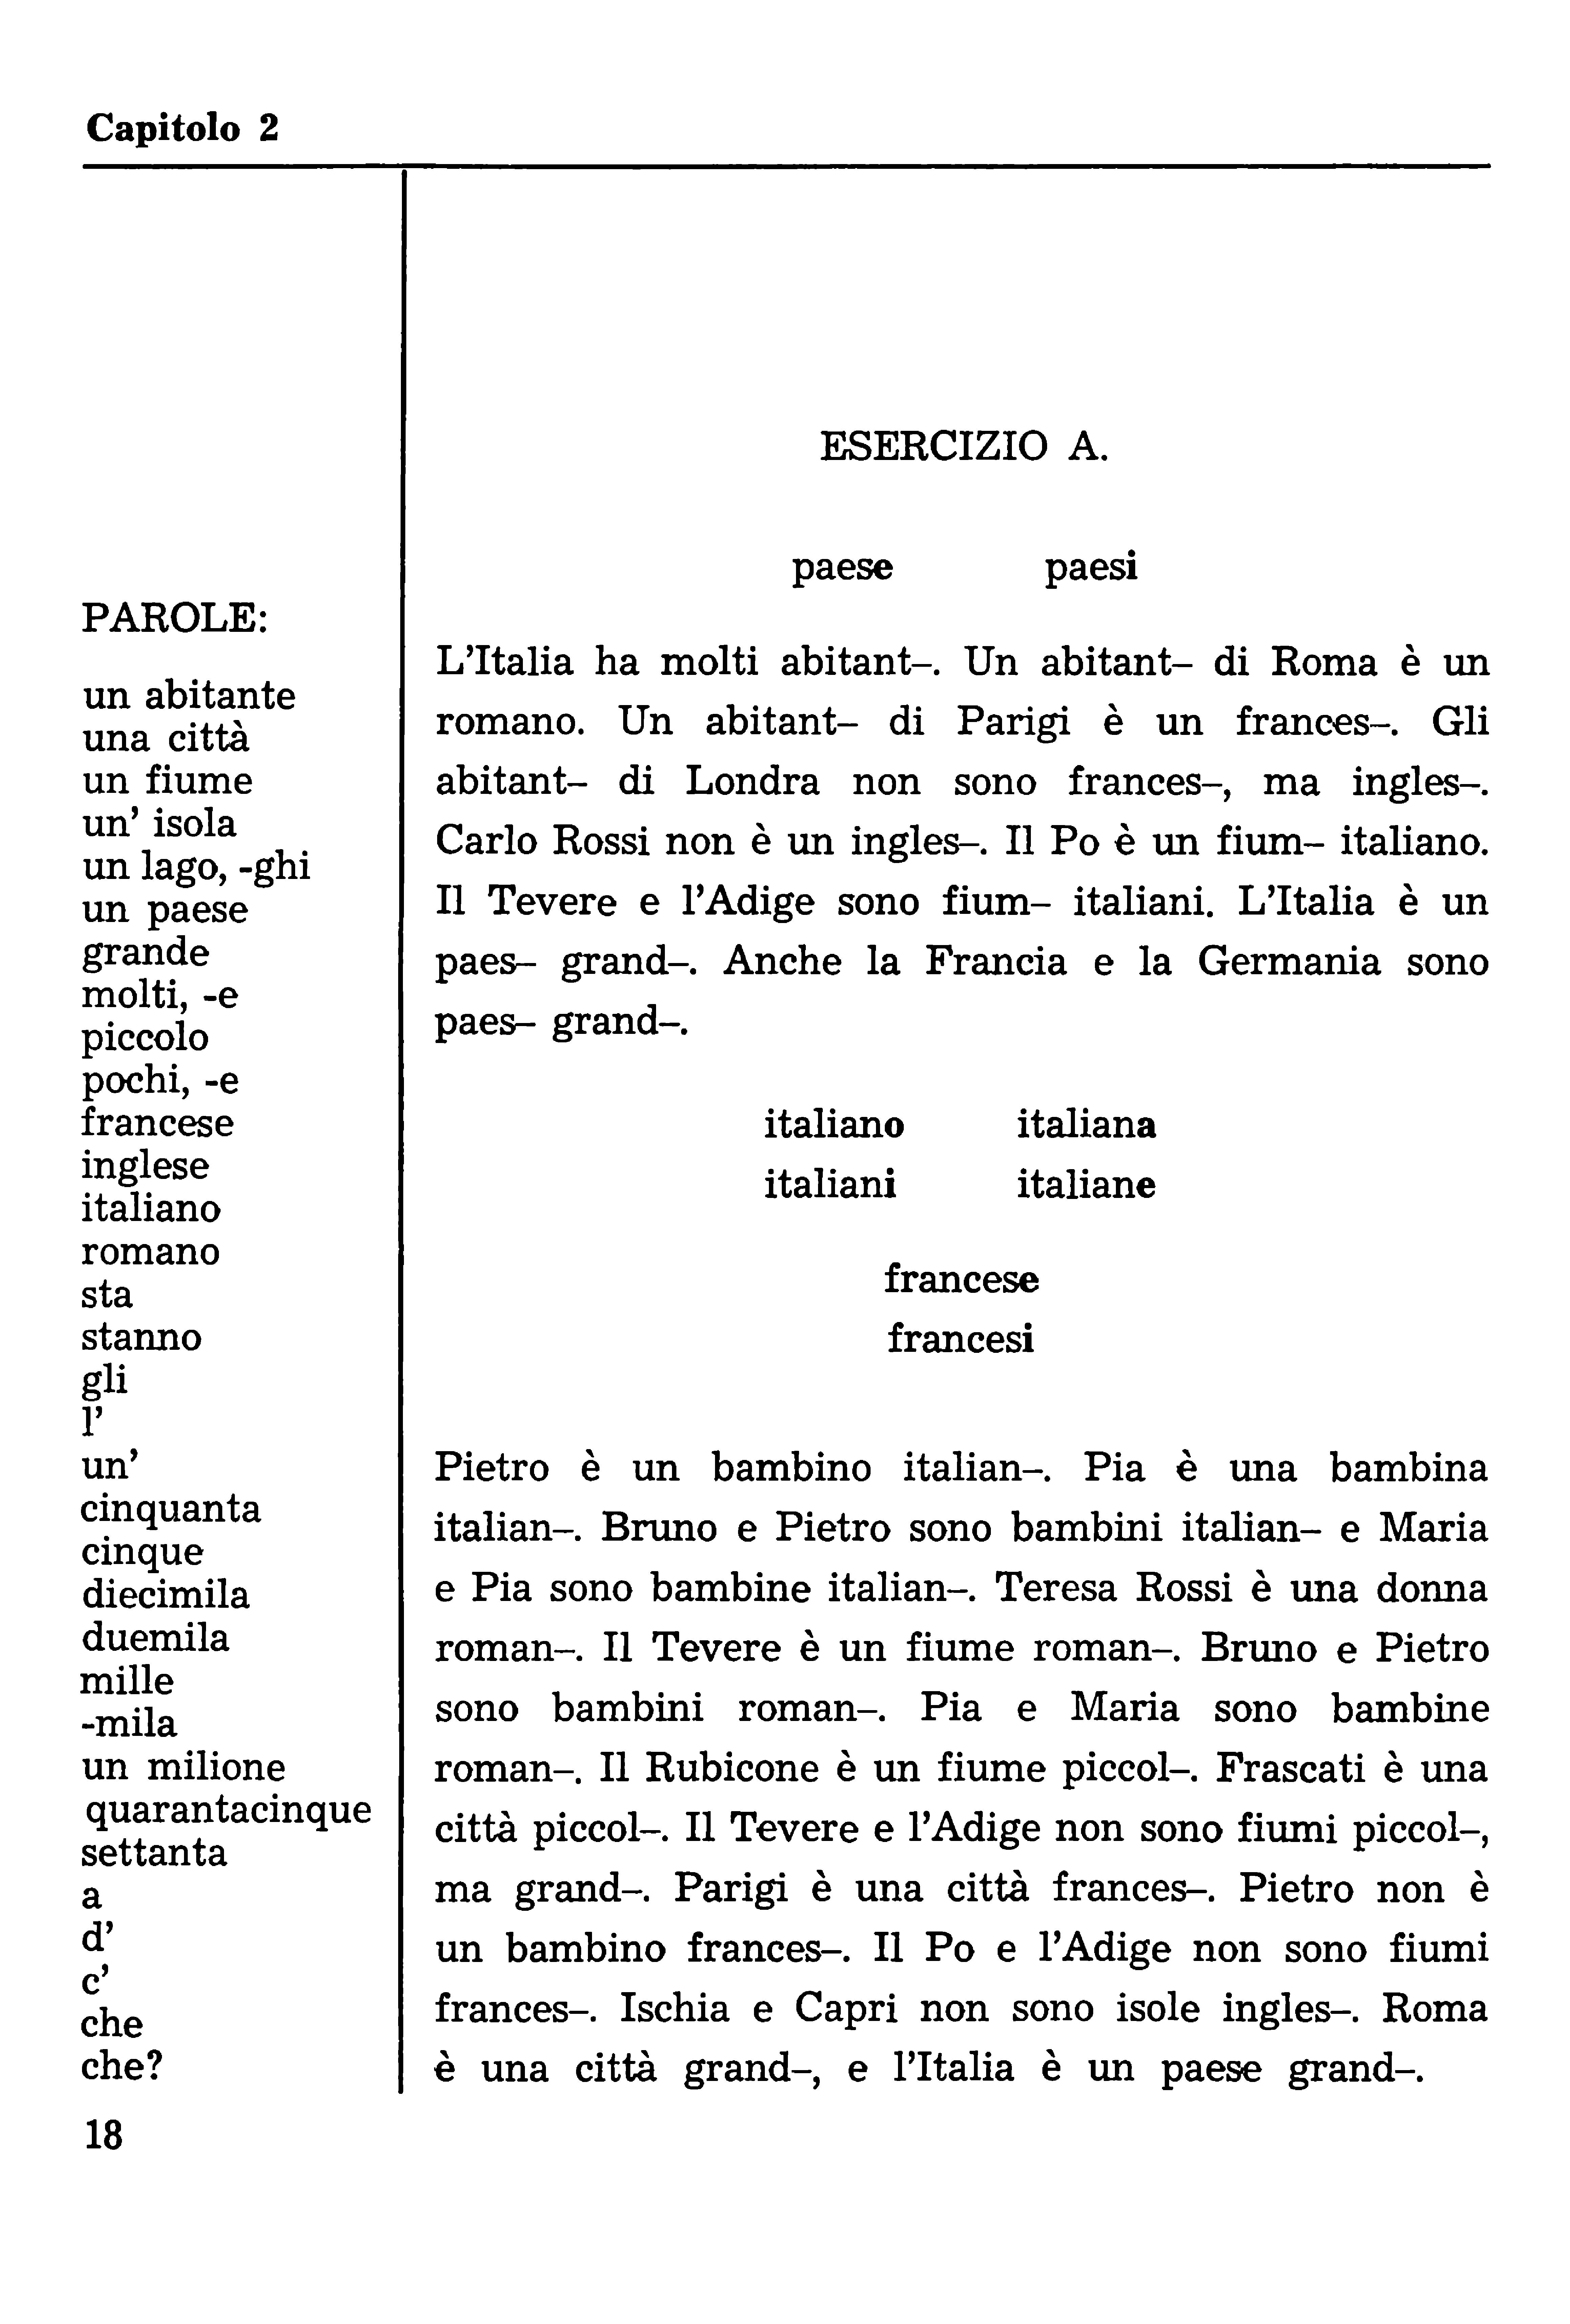 Capitolo 2
PAROLE:
un abitante
una città
un fiume
un' isola
un lago, -ghi
un paese
grande
molti, -e
piccolo
pochi, -e
francese
inglese
italiano
romano
sta
stanno
gli
l'
un'
cinquanta
cinque
diecimila
duemila
mille
-mila
un milione
quarantacinque
settanta
a
d'
c'
che
che?
ESERCIZIO A.
paese paesi
L'Italia ha molti abitant–. Un abitant– di Roma è un
romano. Un abitant– di Parigi è un frances–. Gli
abitant– di Londra non sono frances–, ma ingles–.
Carlo Rossi non è un ingles–. Il Po è un fium– italiano.
Il Tevere e l'Adige sono fium– italiani. L'Italia è un
paes– grand–. Anche la Francia e la Germania sono
paes– grand–.
italiano italiana
italiani italiane
francese
francesi
Pietro è un bambino italian–. Pia è una bambina
italian–. Bruno e Pietro sono bambini italian– e Maria
e Pia sono bambine italian–. Teresa Rossi è una donna
roman–. Il Tevere è un fiume roman–. Bruno e Pietro
sono bambini roman–. Pia e Maria sono bambine
roman–. Il Rubicone è un fiume piccol–. Frascati è una
città piccol–. Il Tevere e l'Adige non sono fiumi piccol–,
ma grand–. Parigi è una città frances–. Pietro non è
un bambino frances–. Il Po e l'Adige non sono fiumi
frances–. Ischia e Capri non sono isole ingles–. Roma
è una città grand–, e l'Italia è un paese grand–.
18